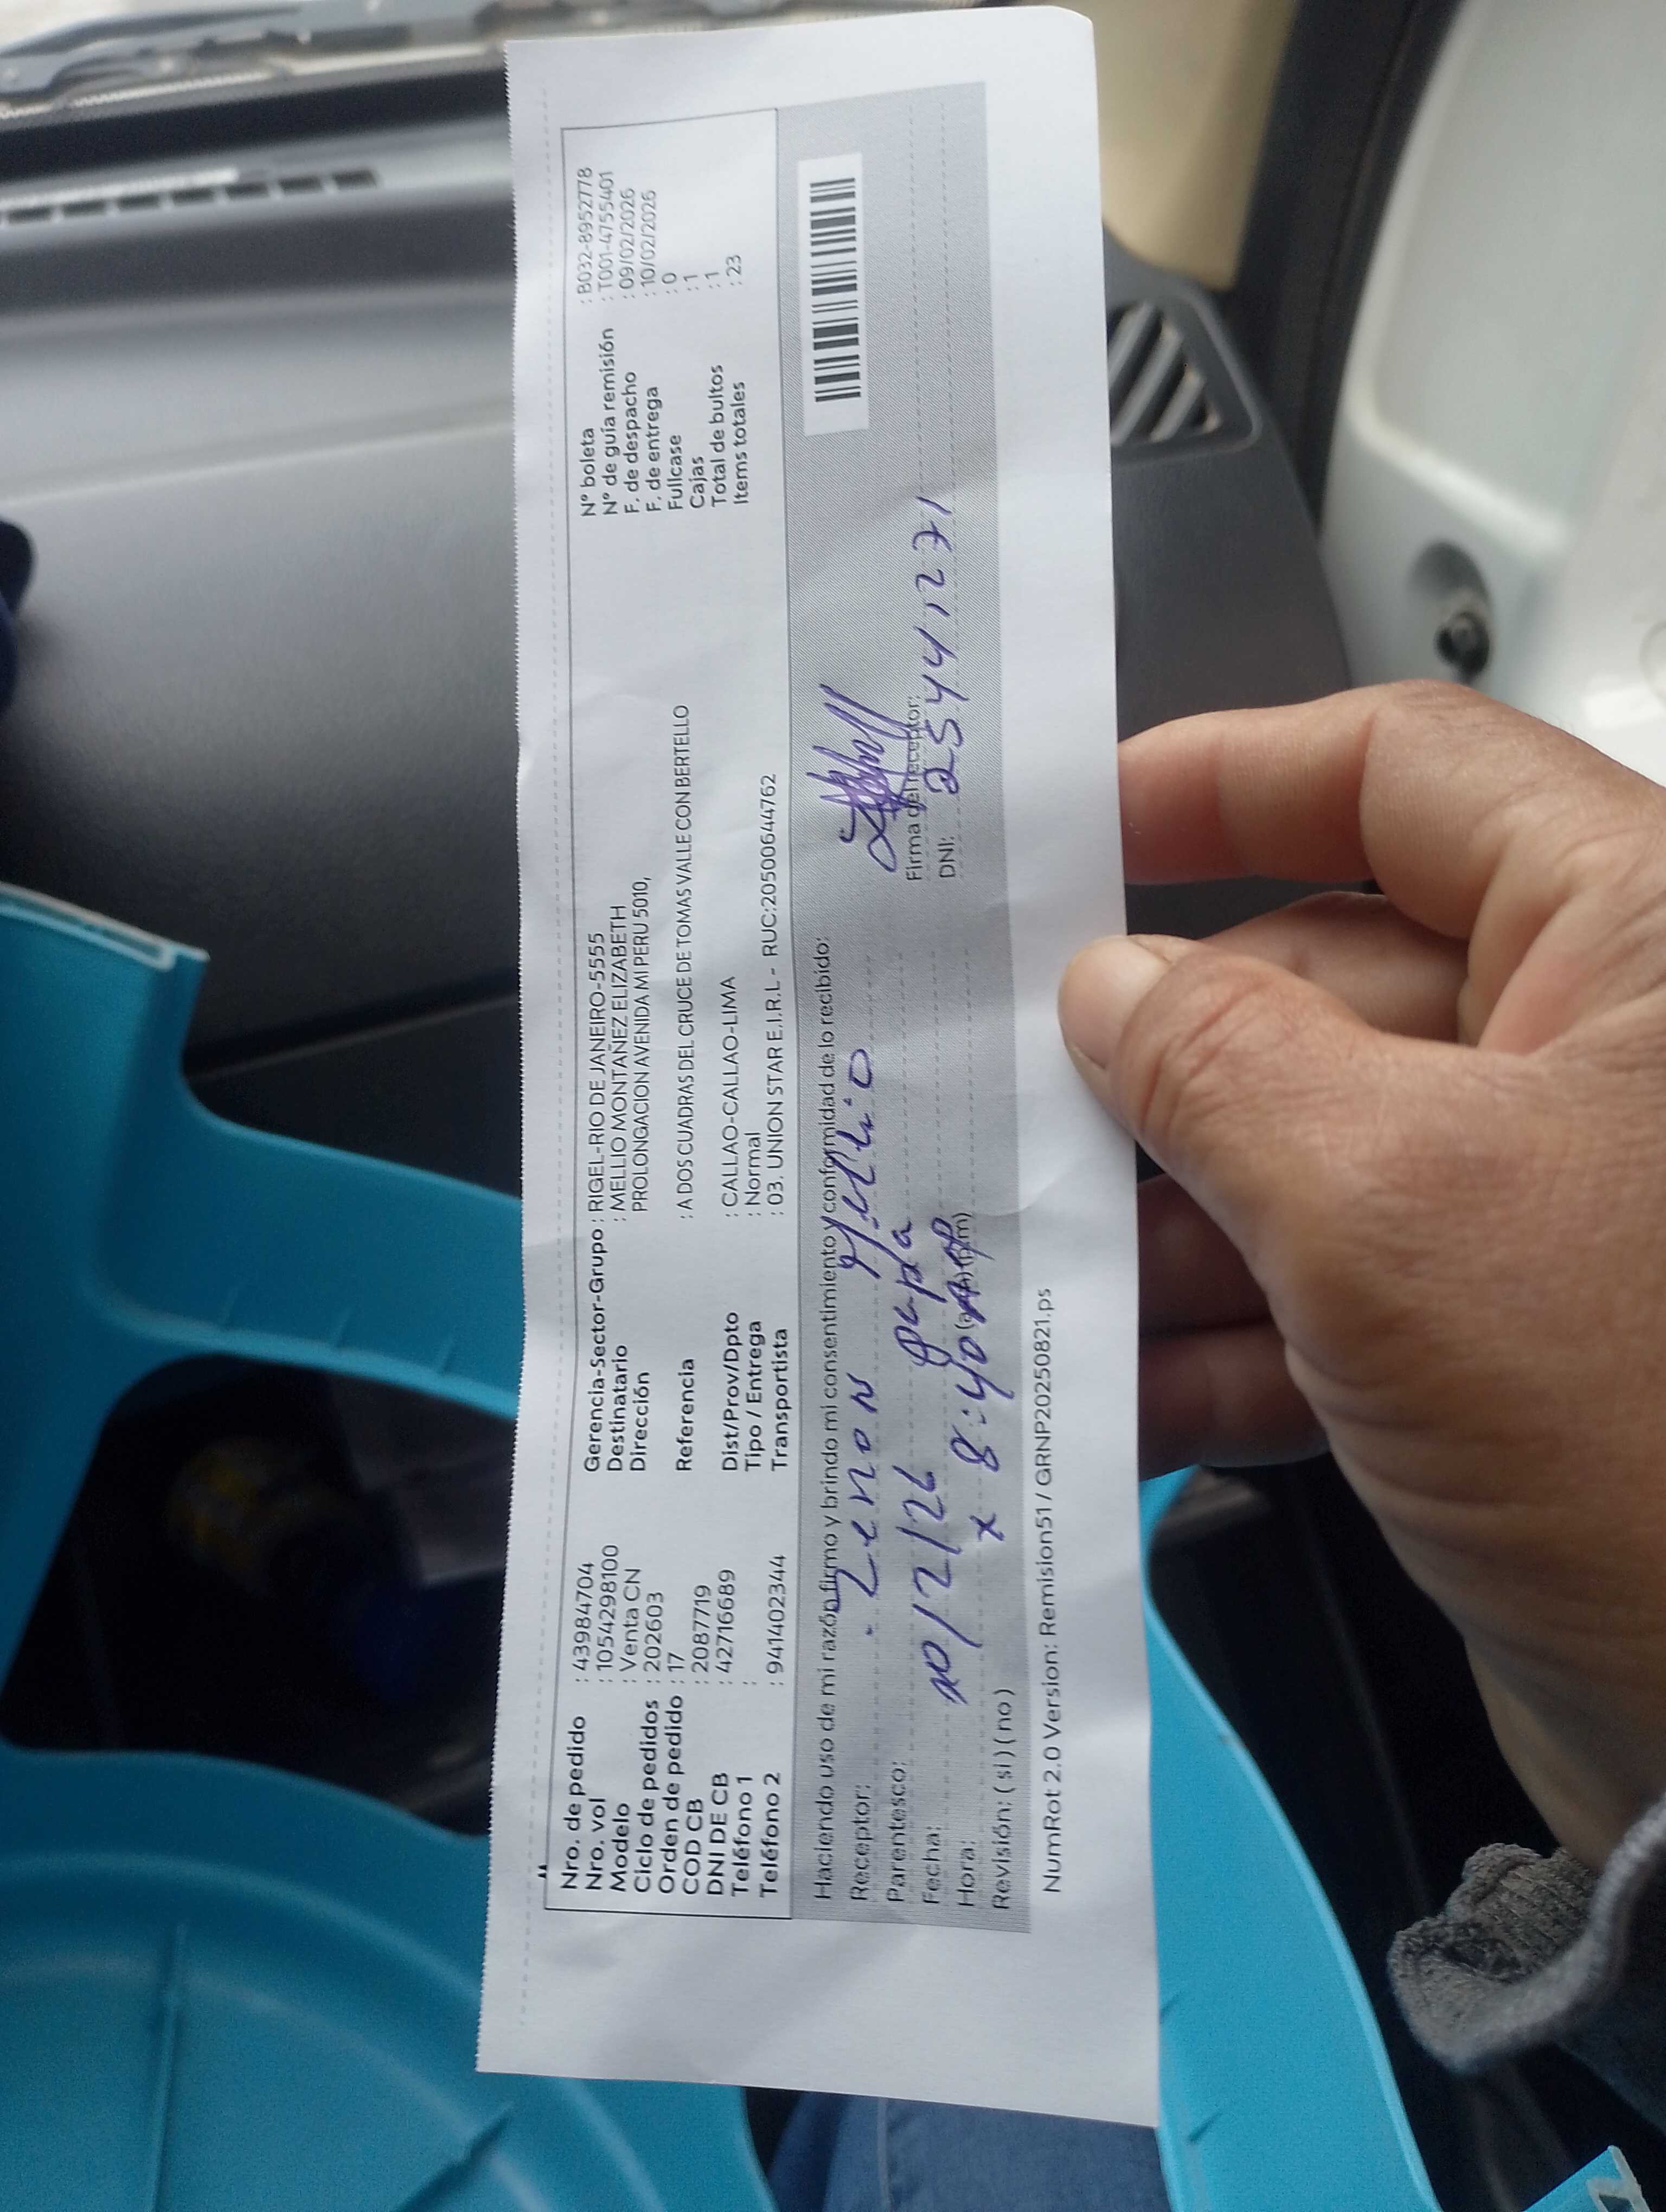 Nro. de pedido : 43984704
Nro. vol : 1054298100
Modelo : Venta CN
Ciclo de pedidos : 202603
Orden de pedido : 17
COD CB : 2087719
DNI DE CB : 42716689
Teléfono 1 :
Teléfono 2 : 941402344
Gerencia-Sector-Grupo : RIGEL-RIO DE JANEIRO-5555
Destinatario : MELLIO MONTAÑEZ ELIZABETH
Dirección PROLONGACION AVENIDA MI PERU 5010,
Referencia : A DOS CUADRAS DEL CRUCE DE TOMAS VALLE CON BERTELLO
Dist/Prov/Dpto : CALLAO-CALLAO-LIMA
Tipo / Entrega : Normal
Transportista : 03. UNION STAR E.I.R.L - RUC:20500644762
N° boleta : B032-8952778
N° de guía remisión : T001-4755401
F. de despacho : 09/02/2026
F. de entrega : 10/02/2026
Fullcase : 0
Cajas : 1
Total de bultos : 1
Items totales : 23
Haciendo uso de mi razón firmo y brindo mi consentimiento y conformidad de lo recibido:
Receptor: Zenon
Parentesco: papa
Fecha: 10/2/26
Hora: x 8:40 (am) (pm)
Revisión: ( si ) ( no )
Firma del receptor:
DNI: 25441271
NumRot 2.0 Version: Remision51 / GRNP20250821.ps